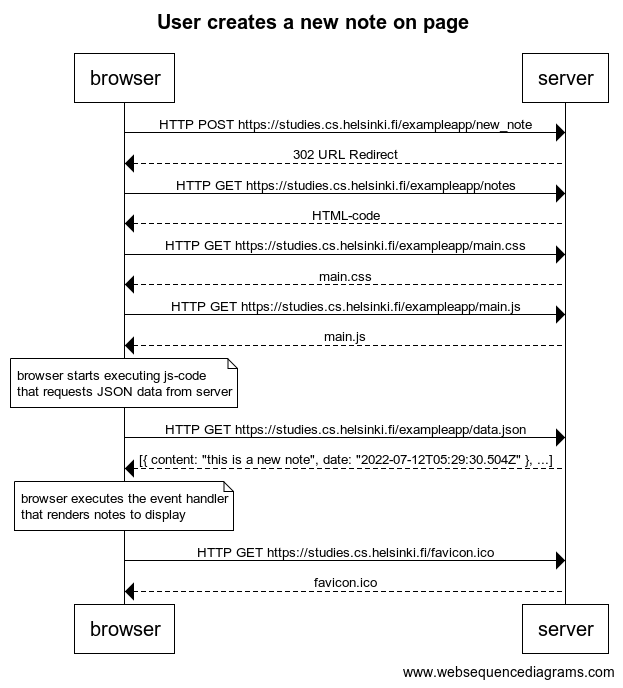 User creates a new note on page
browser
server
HTTP POST https://studies.cs.helsinki.fi/exampleapp/new_note
302 URL Redirect
HTTP GET https://studies.cs.helsinki.fi/exampleapp/notes
HTML-code
HTTP GET https://studies.cs.helsinki.fi/exampleapp/main.css
main.css
HTTP GET https://studies.cs.helsinki.fi/exampleapp/main.js
main.js
browser starts executing js-code
that requests JSON data from server
HTTP GET https://studies.cs.helsinki.fi/exampleapp/data.json
[{ content: "this is a new note", date: "2022-07-12T05:29:30.504Z" }, ...]
browser executes the event handler
that renders notes to display
HTTP GET https://studies.cs.helsinki.fi/favicon.ico
favicon.ico
browser
server
www.websequencediagrams.com